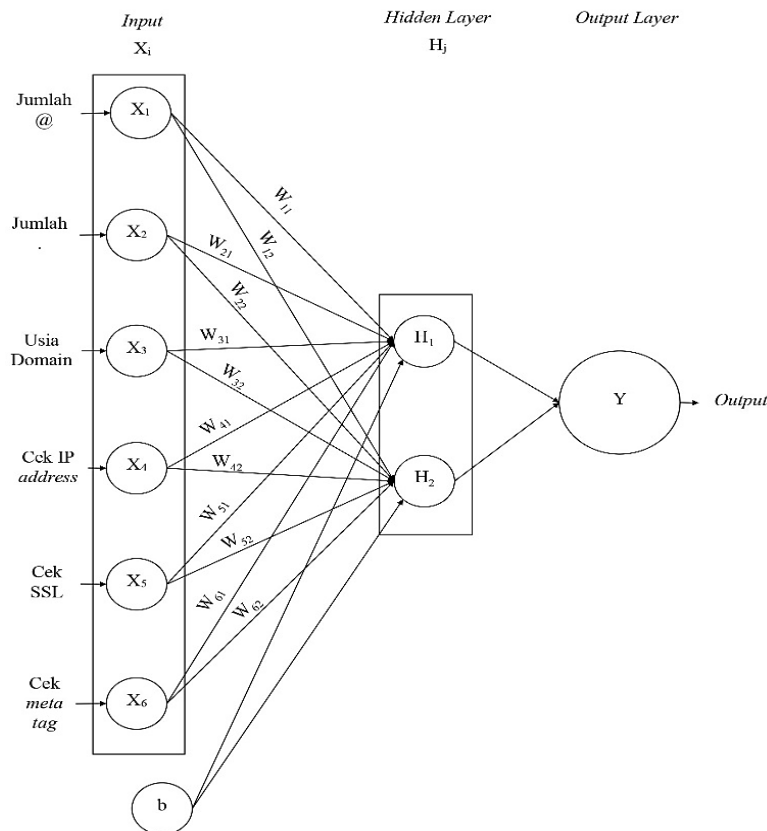 Input
Hidden Layer
Output Layer
Xi
Hj
Jumlah
@
X1
Jumlah
.
X2
Usia
Domain
X3
Cek IP
address
X4
Cek
SSL
X5
Cek
meta
tag
X6
b
W11
W12
W21
W22
W31
W32
W41
W42
W51
W52
W61
W62
H1
H2
Y
Output